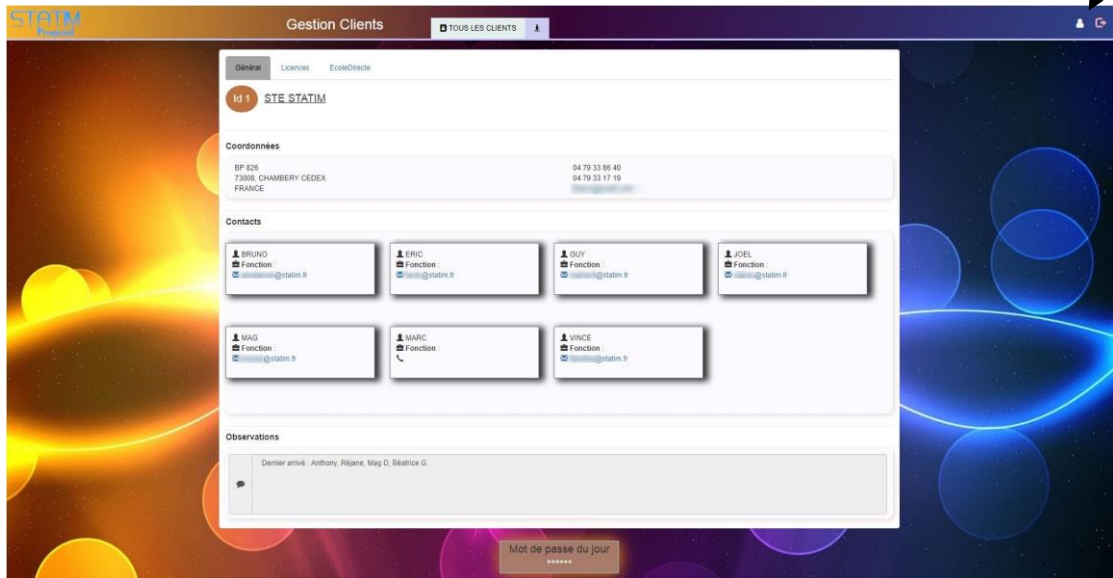 STATIM
Progiciel
Gestion Clients
TOUS LES CLIENTS
Général Licences EcoleDirecte
Id 1 STE STATIM
Coordonnées
BP 826
73008, CHAMBERY CEDEX
FRANCE
04 79 33 86 40
04 79 33 17 19
Contacts
BRUNO
Fonction :
@statim.fr
ERIC
Fonction :
@statim.fr
GUY
Fonction :
@statim.fr
JOEL
Fonction :
@statim.fr
MAG
Fonction :
@statim.fr
MARC
Fonction :
VINCE
Fonction :
@statim.fr
Observations
Dernier arrivé : Anthony, Réjane, Mag D, Béatrice G
Mot de passe du jour
******